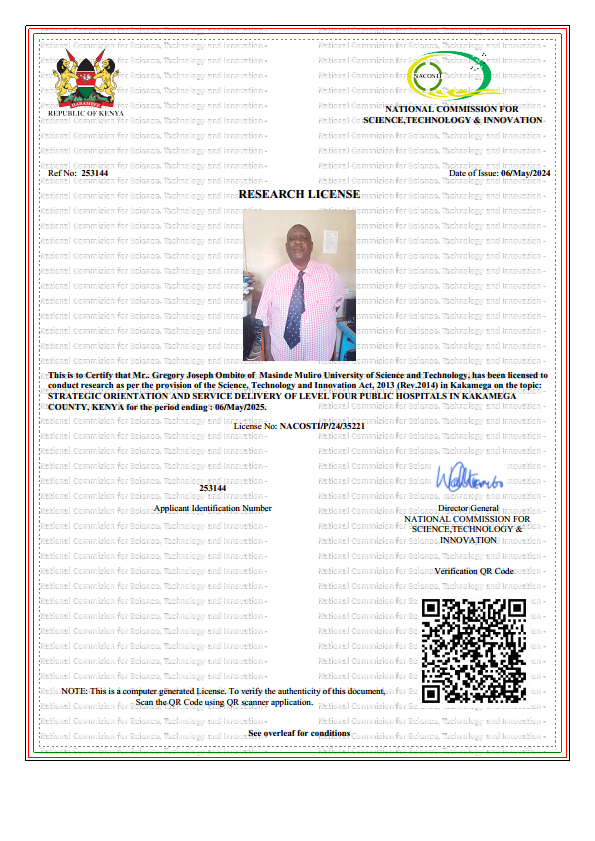 HARAMBEE
REPUBLIC OF KENYA
NACOSTI
NATIONAL COMMISSION FOR
SCIENCE,TECHNOLOGY & INNOVATION
Ref No: 253144
Date of Issue: 06/May/2024
RESEARCH LICENSE
This is to Certify that Mr.. Gregory Joseph Ombito of Masinde Muliro University of Science and Technology, has been licensed to
conduct research as per the provision of the Science, Technology and Innovation Act, 2013 (Rev.2014) in Kakamega on the topic:
STRATEGIC ORIENTATION AND SERVICE DELIVERY OF LEVEL FOUR PUBLIC HOSPITALS IN KAKAMEGA
COUNTY, KENYA for the period ending : 06/May/2025.
License No: NACOSTI/P/24/35221
253144
Applicant Identification Number
Director General
NATIONAL COMMISSION FOR
SCIENCE,TECHNOLOGY &
INNOVATION
Verification QR Code
NOTE: This is a computer generated License. To verify the authenticity of this document,
Scan the QR Code using QR scanner application.
See overleaf for conditions